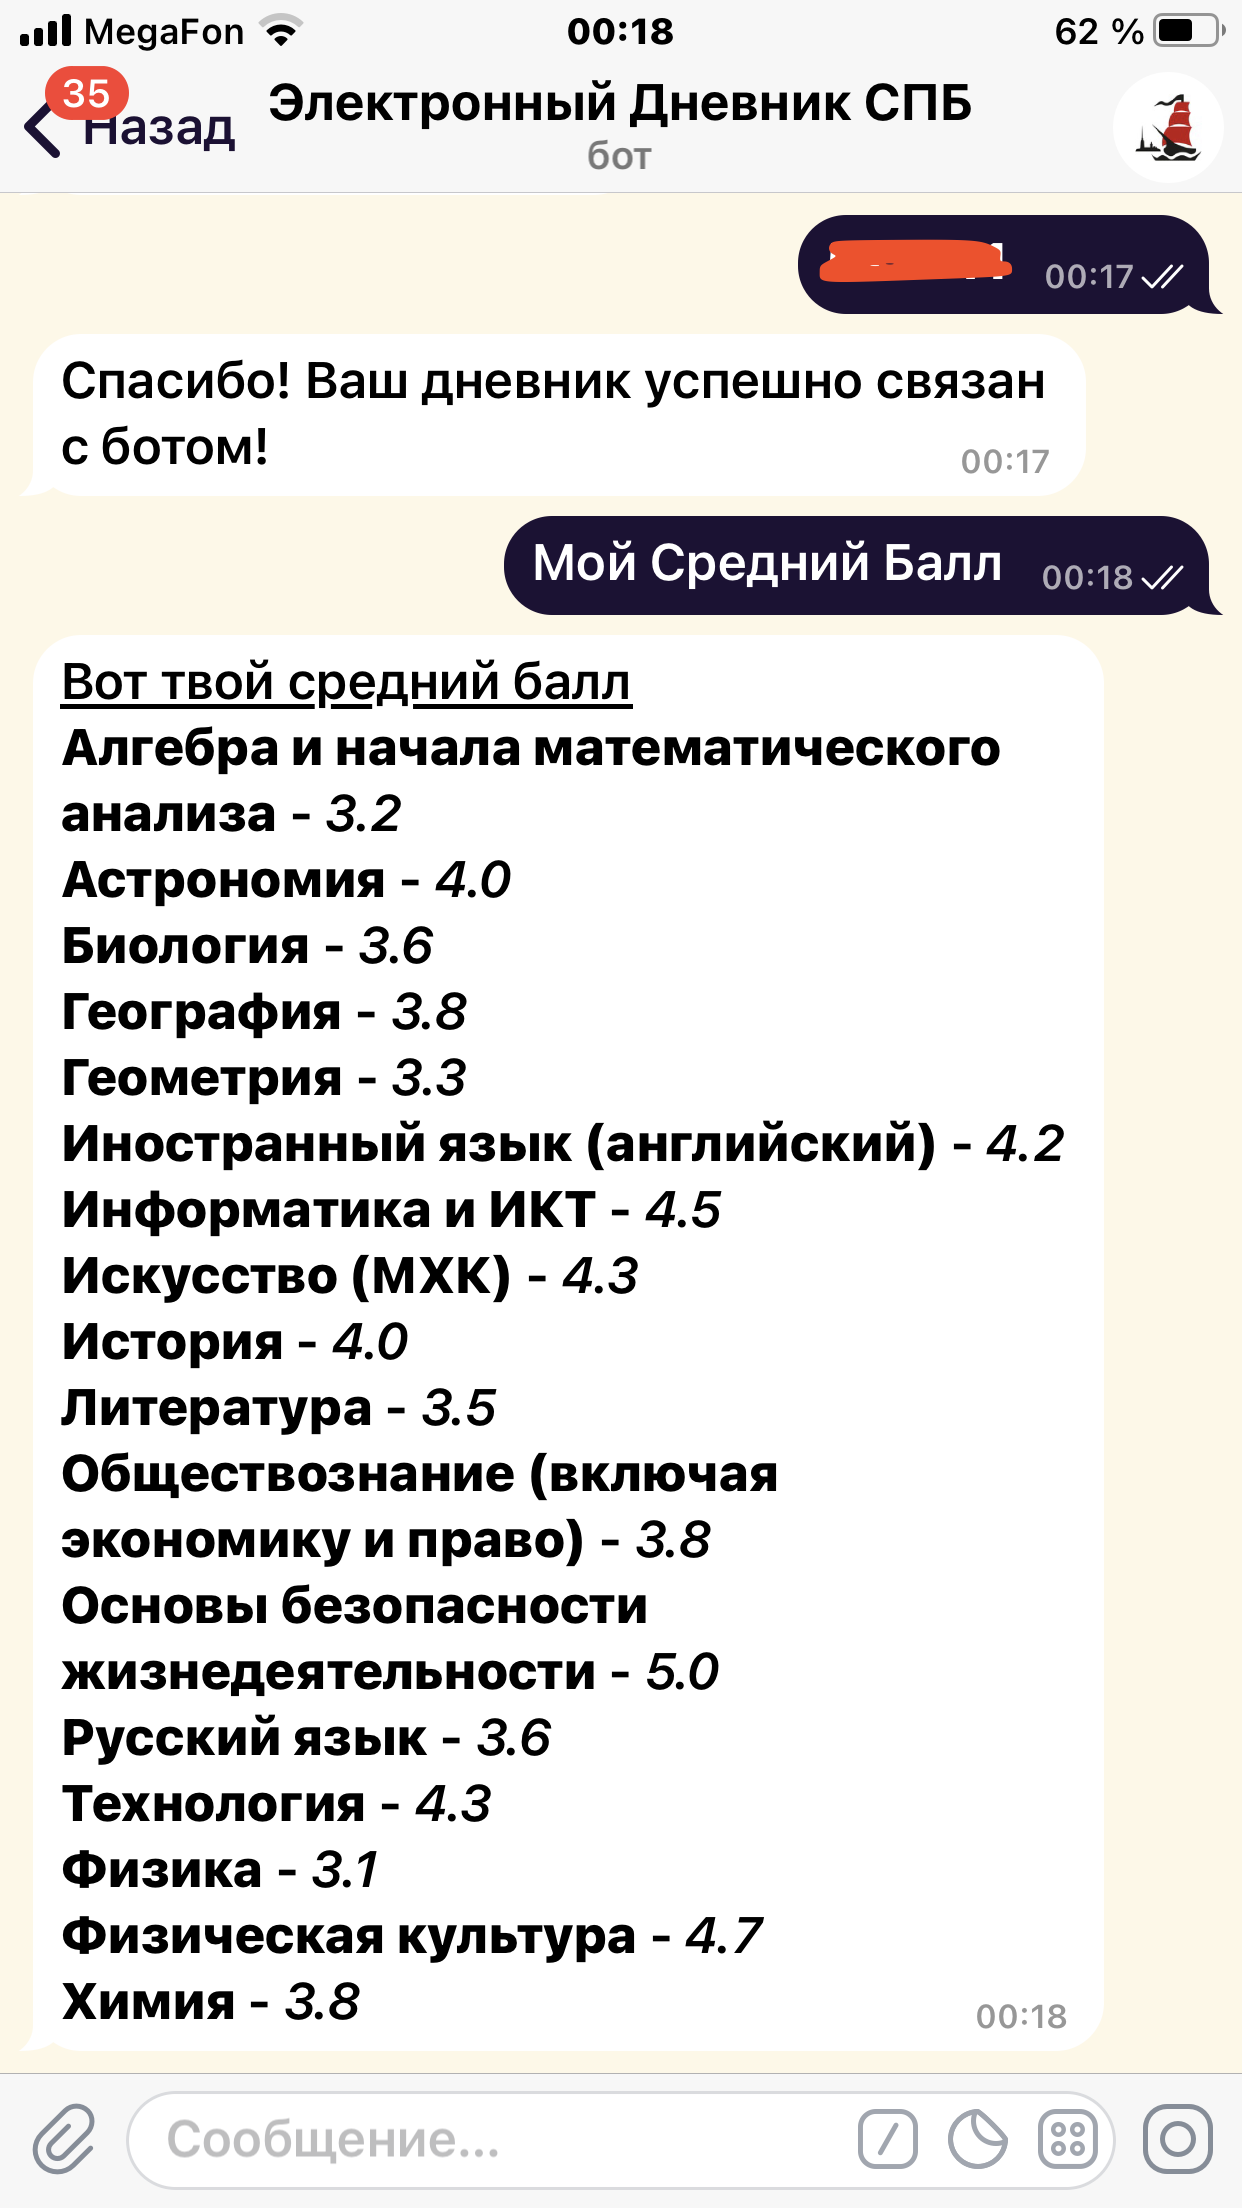 MegaFon
00:18
62 %
35
Назад
Электронный Дневник СПБ
бот
00:17
Спасибо! Ваш дневник успешно связан
с ботом!
00:17
Мой Средний Балл
00:18
Вот твой средний балл
Алгебра и начала математического
анализа - 3.2
Астрономия - 4.0
Биология - 3.6
География - 3.8
Геометрия - 3.3
Иностранный язык (английский) - 4.2
Информатика и ИКТ - 4.5
Искусство (МХК) - 4.3
История - 4.0
Литература - 3.5
Обществознание (включая
экономику и право) - 3.8
Основы безопасности
жизнедеятельности - 5.0
Русский язык - 3.6
Технология - 4.3
Физика - 3.1
Физическая культура - 4.7
Химия - 3.8
00:18
Сообщение...